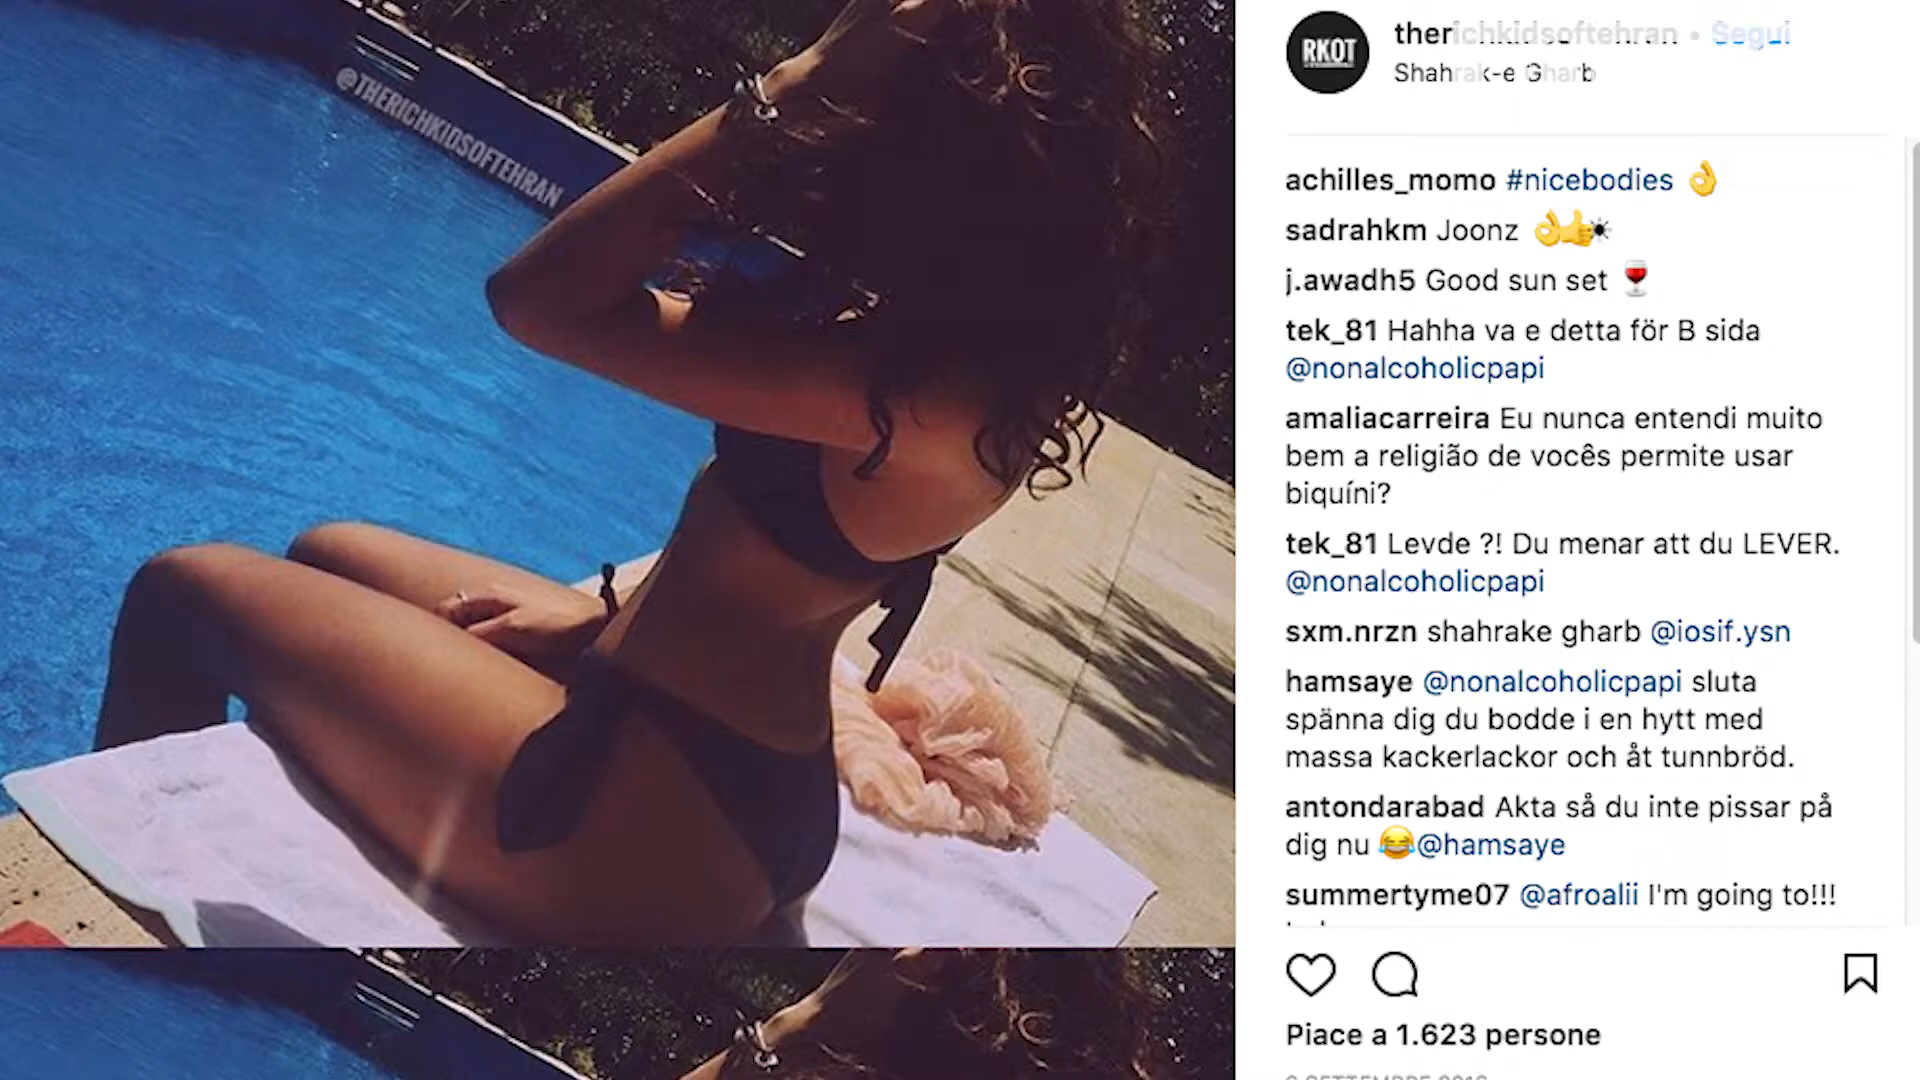 @THERICHKIDSOFTEHRAN
RKOT
therichkidsoftehran • Segui
Shahrak-e Gharb
achilles_momo #nicebodies 👌
sadrahkm Joonz 👌👍☀
j.awadh5 Good sun set 🍷
tek_81 Hahha va e detta för B sida
@nonalcoholicpapi
amaliacarreira Eu nunca entendi muito
bem a religião de vocês permite usar
biquíni?
tek_81 Levde ?! Du menar att du LEVER.
@nonalcoholicpapi
sxm.nrzn shahrake gharb @iosif.ysn
hamsaye @nonalcoholicpapi sluta
spänna dig du bodde i en hytt med
massa kackerlackor och åt tunnbröd.
antondarabad Akta så du inte pissar på
dig nu 😂@hamsaye
summertyme07 @afroalii I'm going to!!!
Piace a 1.623 persone